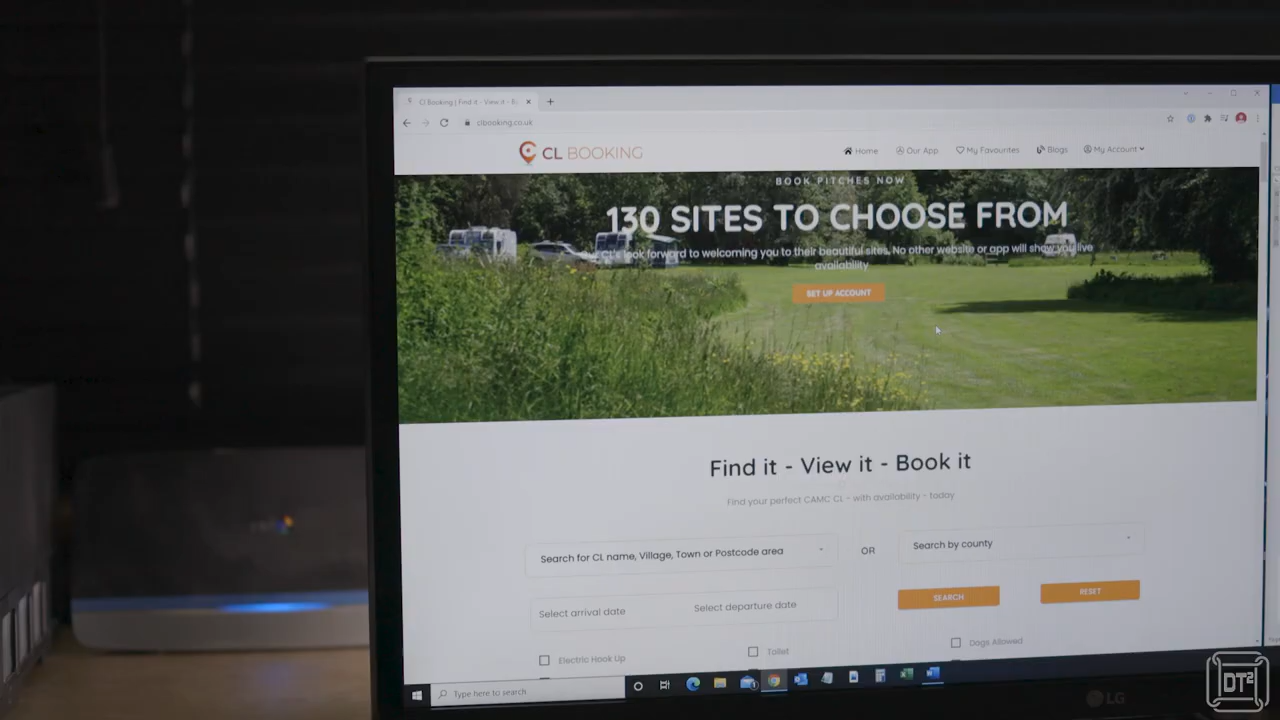 Cl Booking | Find it - View it - Bo
clbooking.co.uk
CL BOOKING
Home
Our App
My Favourites
Blogs
My Account
BOOK PITCHES NOW
130 SITES TO CHOOSE FROM
CL's look forward to welcoming you to their beautiful sites. No other website or app will show you live
availability
SET UP ACCOUNT
Find it - View it - Book it
Find your perfect CAMC CL - with availability - today
Search for CL name, Village, Town or Postcode area
OR
Search by county
Select arrival date
Select departure date
SEARCH
RESET
Electric Hook Up
Toilet
Dogs Allowed
Type here to search
LG
DT2